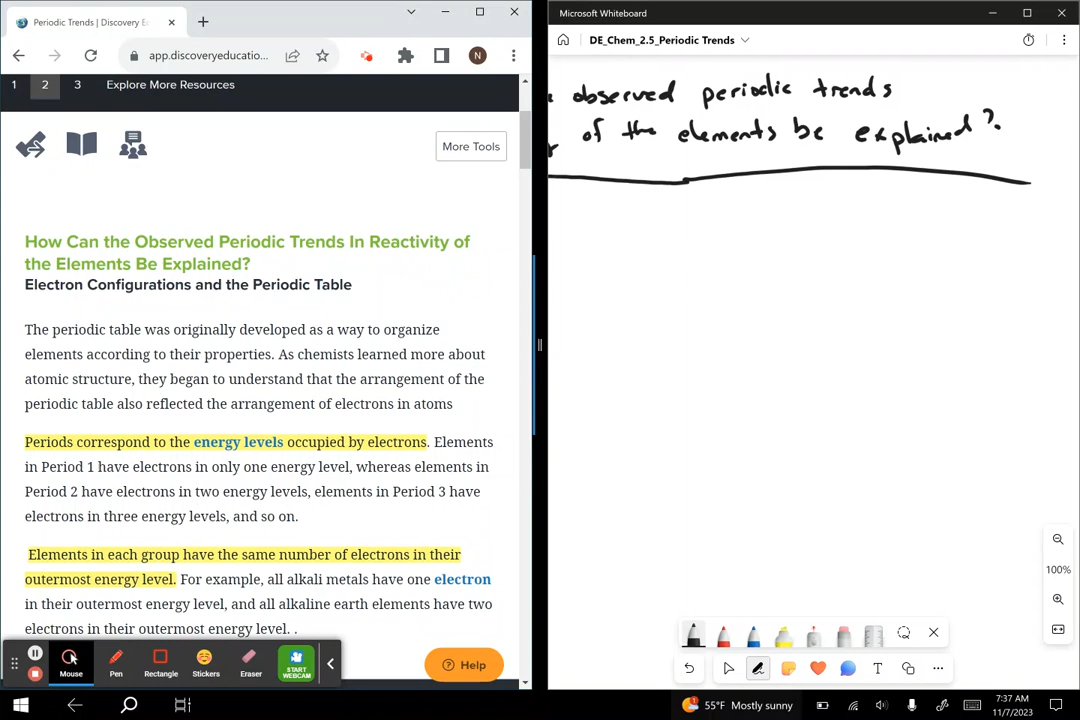 Periodic Trends | Discovery E
app.discoveryeducatio...
N
1 2 3 Explore More Resources
More Tools
How Can the Observed Periodic Trends In Reactivity of
the Elements Be Explained?
Electron Configurations and the Periodic Table
The periodic table was originally developed as a way to organize
elements according to their properties. As chemists learned more about
atomic structure, they began to understand that the arrangement of the
periodic table also reflected the arrangement of electrons in atoms
Periods correspond to the energy levels occupied by electrons. Elements
in Period 1 have electrons in only one energy level, whereas elements in
Period 2 have electrons in two energy levels, elements in Period 3 have
electrons in three energy levels, and so on.
Elements in each group have the same number of electrons in their
outermost energy level. For example, all alkali metals have one electron
in their outermost energy level, and all alkaline earth elements have two
electrons in their outermost energy level. .
Mouse
Pen
Rectangle
Stickers
Eraser
START
WEBCAM
Help
Microsoft Whiteboard
DE_Chem_2.5_Periodic Trends
observed periodic trends
of the elements be explained?
100%
55°F Mostly sunny
7:37 AM
11/7/2023